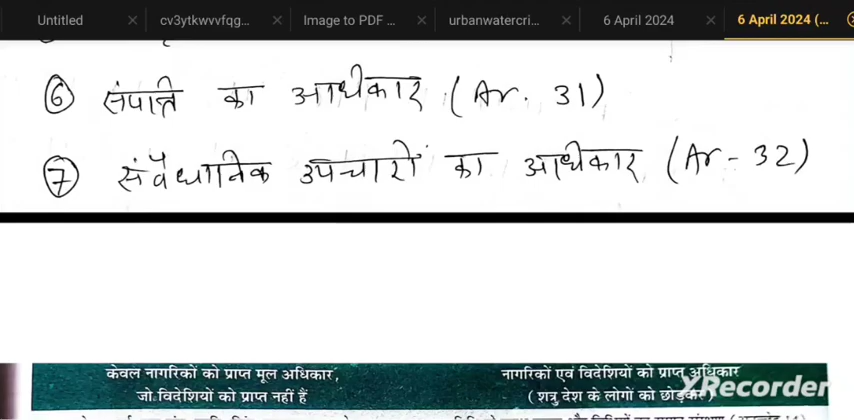 Untitled
cv3ytkwvvfqg...
Image to PDF ...
urbanwatercri...
6 April 2024
6 April 2024 (...
⑥ संपत्ति का अधिकार (Ar. 31)
⑦ संवैधानिक उपचारों का अधिकार (Ar - 32)
केवल नागरिकों को प्राप्त मूल अधिकार,
जो विदेशियों को प्राप्त नहीं हैं
नागरिकों एवं विदेशियों को प्राप्त अधिकार
(शत्रु देश के लोगों को छोड़कर)
XRecorder